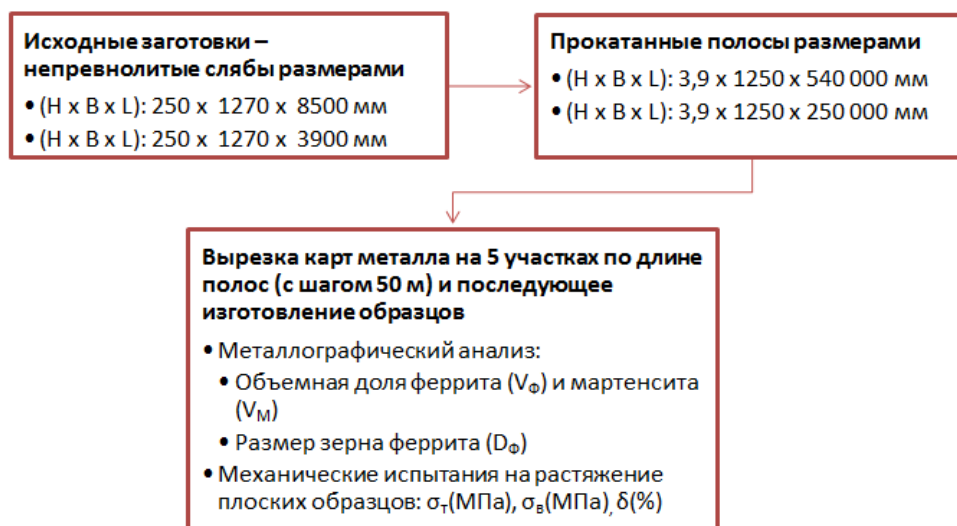 Исходные заготовки –
непревнолитые слябы размерами
• (H x B x L): 250 x 1270 x 8500 мм
• (H x B x L): 250 x 1270 x 3900 мм
Прокатанные полосы размерами
• (H x B x L): 3,9 x 1250 x 540 000 мм
• (H x B x L): 3,9 x 1250 x 250 000 мм
Вырезка карт металла на 5 участках по длине
полос (с шагом 50 м) и последующее
изготовление образцов
• Металлографический анализ:
• Объемная доля феррита (VФ) и мартенсита
(VМ)
• Размер зерна феррита (DФ)
• Механические испытания на растяжение
плоских образцов: σт(МПа), σв(МПа), δ(%)